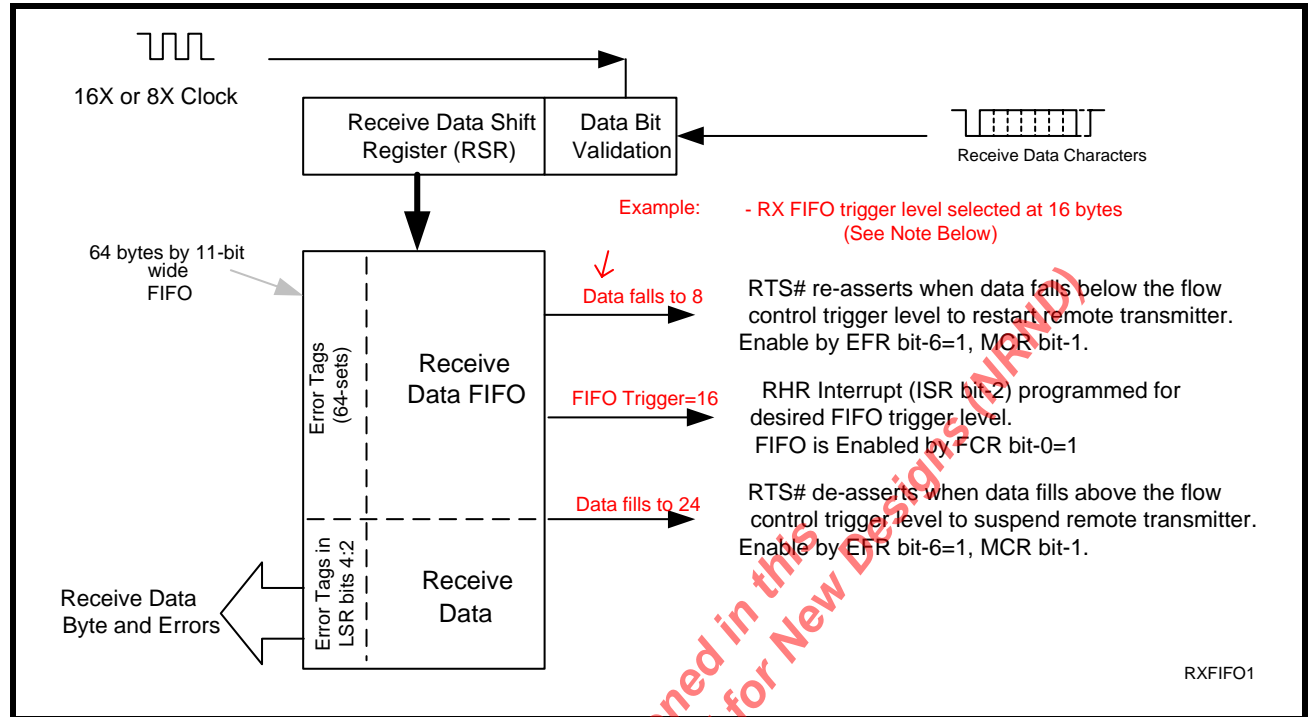 16X or 8X Clock
Receive Data Shift
Register (RSR)
Data Bit
Validation
Receive Data Characters
Example:
- RX FIFO trigger level selected at 16 bytes
(See Note Below)
64 bytes by 11-bit
wide
FIFO
Error Tags
(64-sets)
Receive
Data FIFO
Data falls to 8
RTS# re-asserts when data falls below the flow
control trigger level to restart remote transmitter.
Enable by EFR bit-6=1, MCR bit-1.
FIFO Trigger=16
RHR Interrupt (ISR bit-2) programmed for
desired FIFO trigger level.
FIFO is Enabled by FCR bit-0=1
Data fills to 24
RTS# de-asserts when data fills above the flow
control trigger level to suspend remote transmitter.
Enable by EFR bit-6=1, MCR bit-1.
Error Tags in
LSR bits 4:2
Receive
Data
Receive Data
Byte and Errors
RXFIFO1
oned in this
for New Designs (NRND)